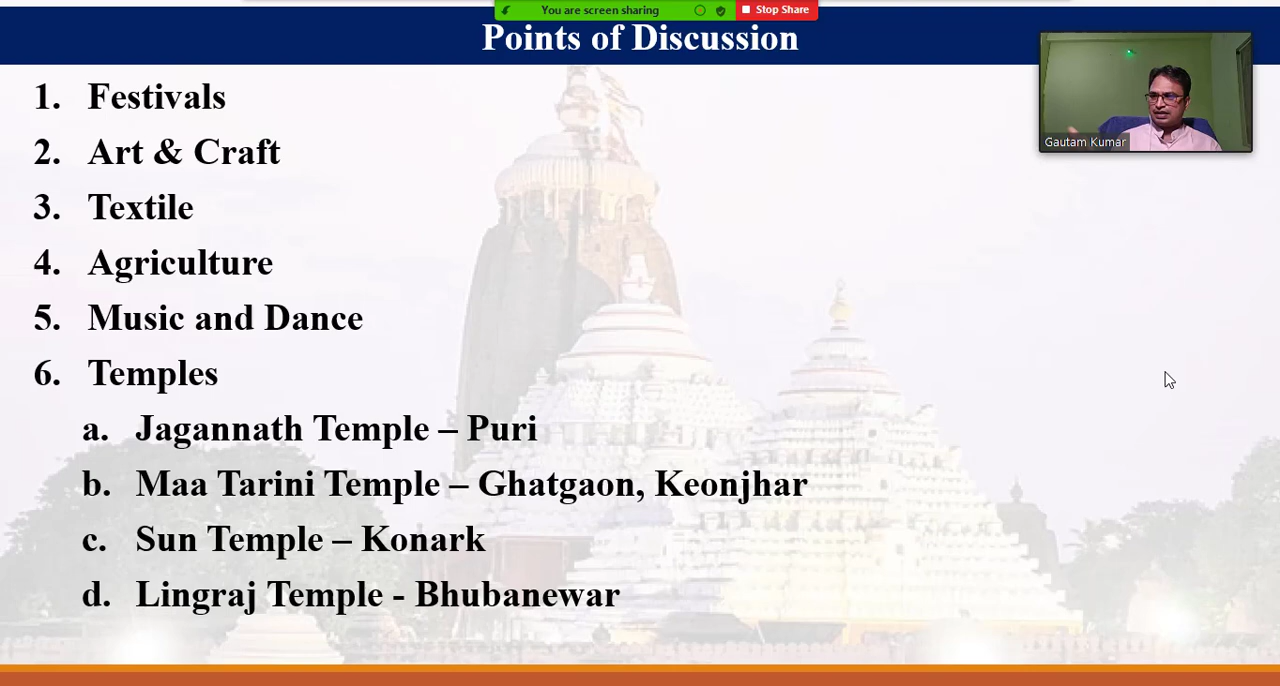 You are screen sharing
Stop Share
Points of Discussion
Gautam Kumar
1. Festivals
2. Art & Craft
3. Textile
4. Agriculture
5. Music and Dance
6. Temples
a. Jagannath Temple – Puri
b. Maa Tarini Temple – Ghatgaon, Keonjhar
c. Sun Temple – Konark
d. Lingraj Temple - Bhubanewar